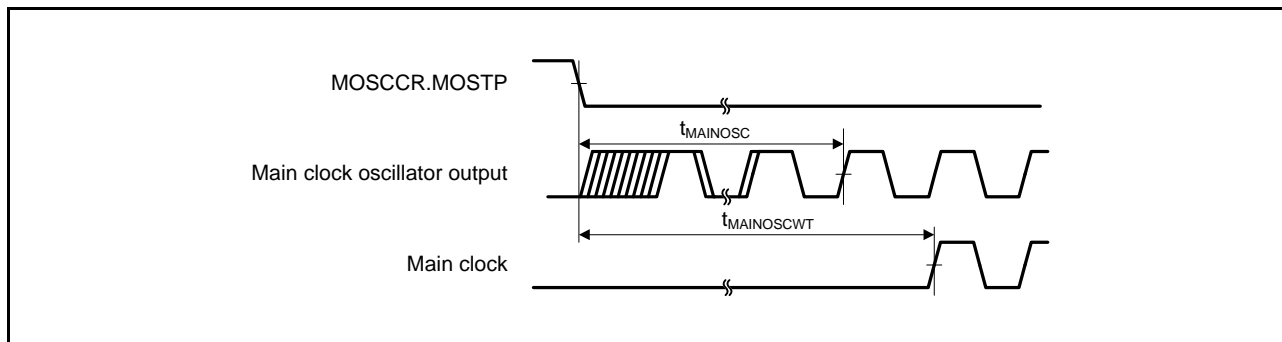 MOSCCR.MOSTP
tMAINOSC
Main clock oscillator output
tMAINOSCWT
Main clock